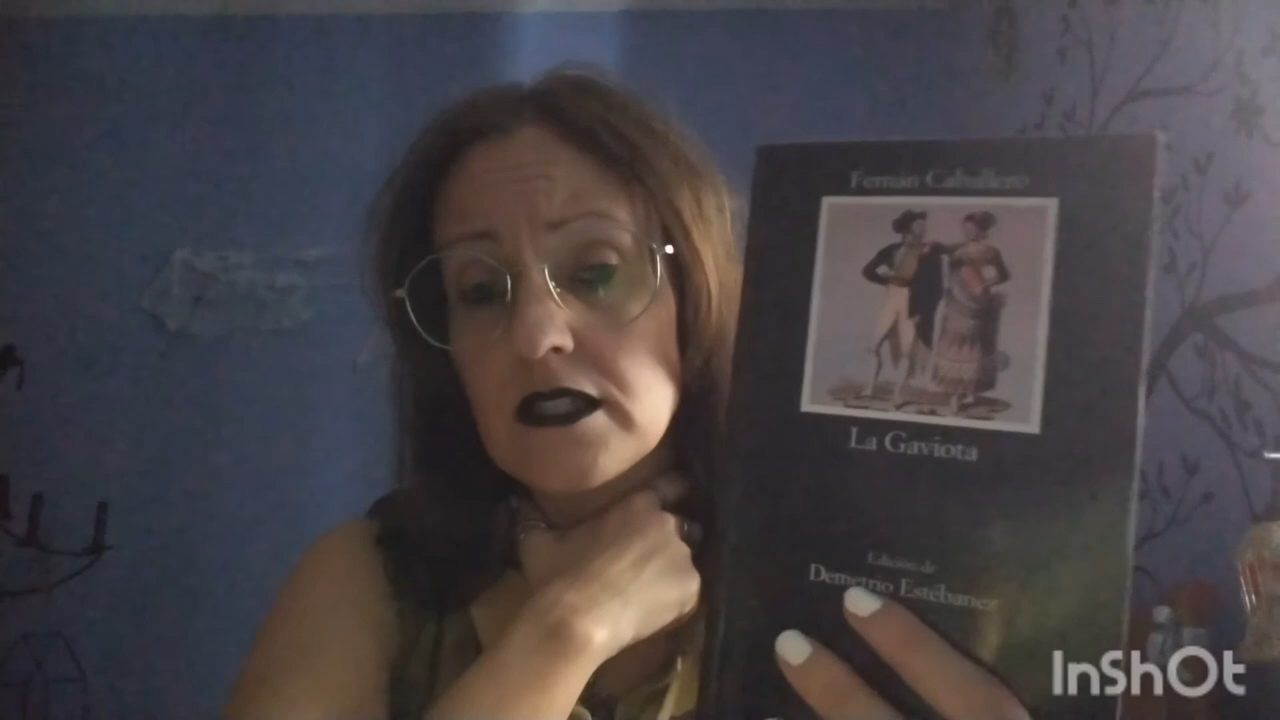 Fernán Caballero
La Gaviota
Edición de
Demetrio Estébanez
InShOt